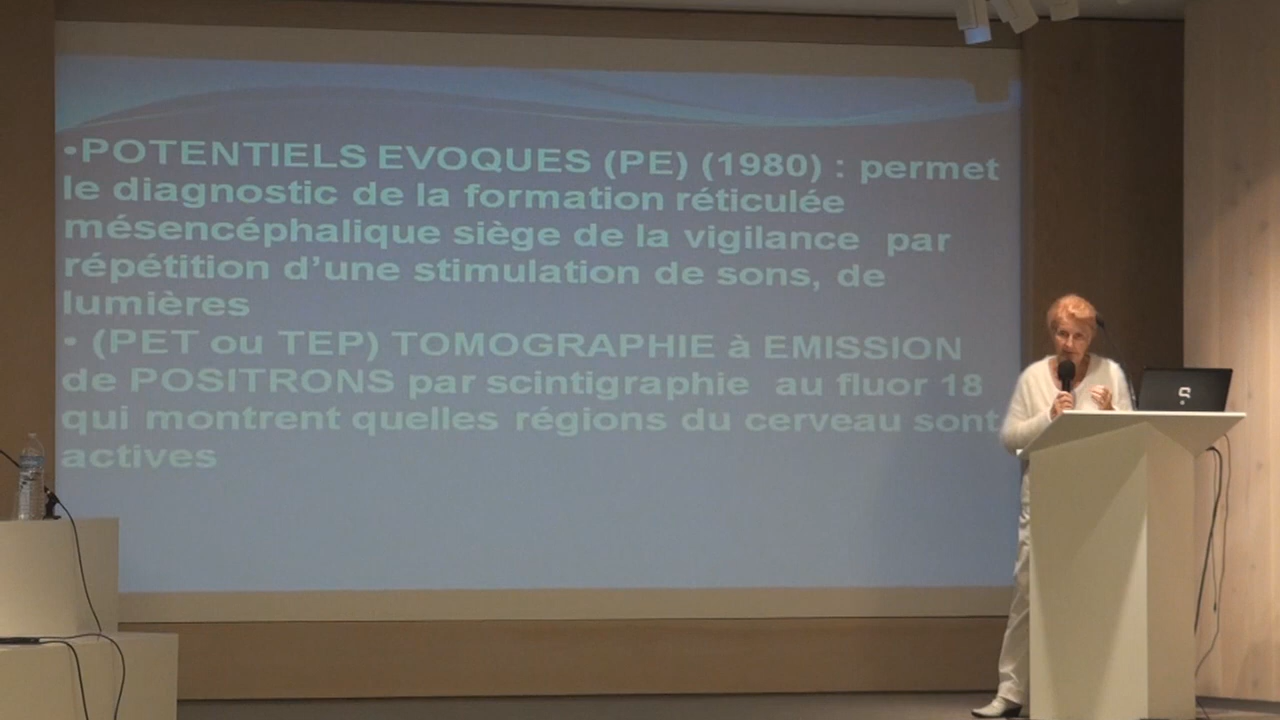 •POTENTIELS EVOQUES (PE) (1980) : permet
le diagnostic de la formation réticulée
mésencéphalique siège de la vigilance par
répétition d’une stimulation de sons, de
lumières
• (PET ou TEP) TOMOGRAPHIE à EMISSION
de POSITRONS par scintigraphie au fluor 18
qui montrent quelles régions du cerveau sont
actives